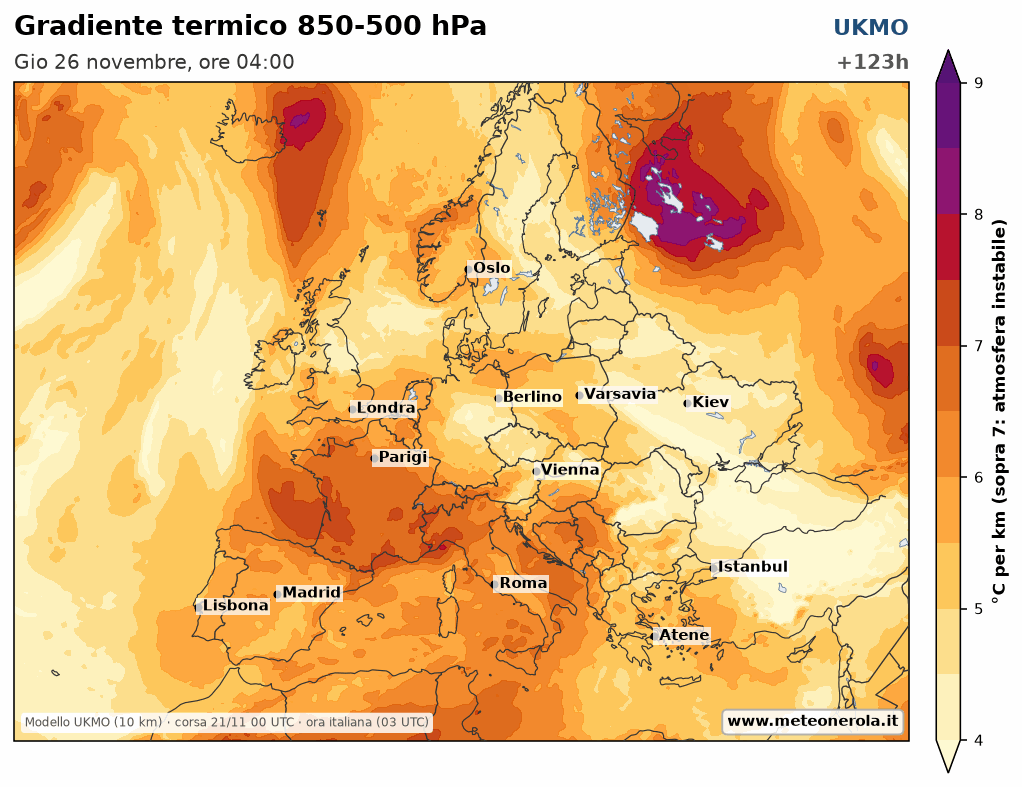 Gradiente termico 850-500 hPa
UKMO
Gio 26 novembre, ore 04:00
+123h
Oslo
Londra
Berlino
Varsavia
Kiev
Parigi
Vienna
Istanbul
Roma
Madrid
Lisbona
Atene
Modello UKMO (10 km) · corsa 21/11 00 UTC · ora italiana (03 UTC)
www.meteonerola.it
9
8
7
6
5
4
°C per km (sopra 7: atmosfera instabile)